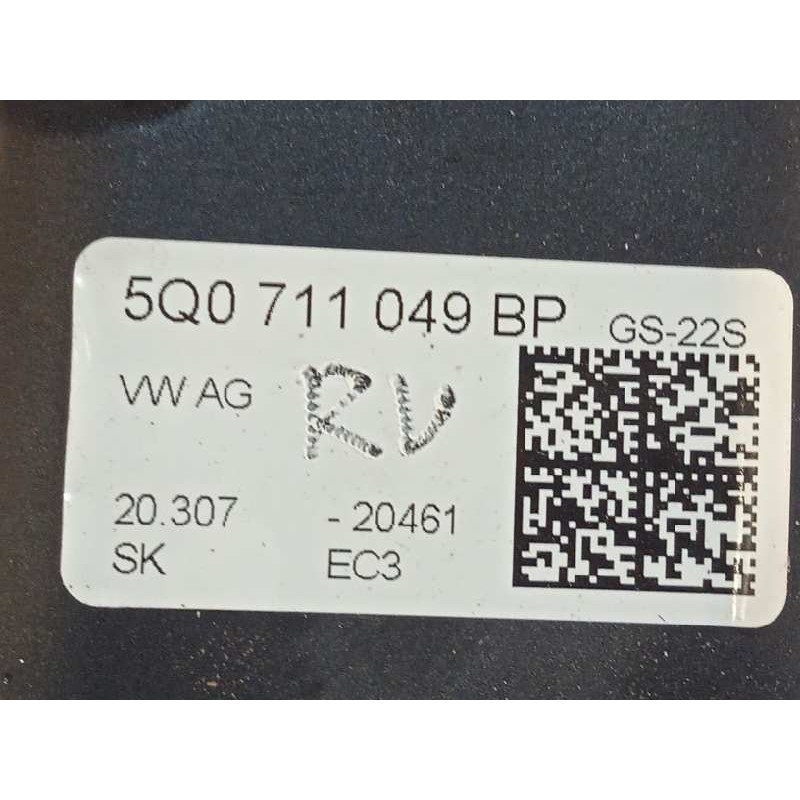 5Q0 711 049 BP GS-22S
VW AG RV
20.307 - 20461
SK EC3